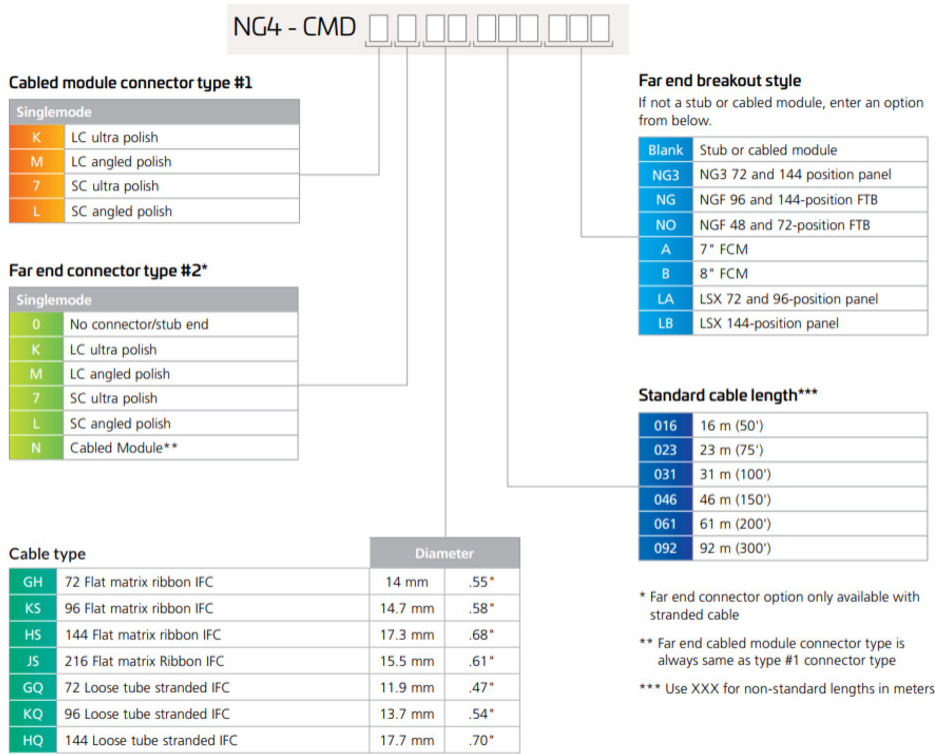 NG4 - CMD
Cabled module connector type #1
Singlemode
K LC ultra polish
M LC angled polish
7 SC ultra polish
L SC angled polish
Far end connector type #2*
Singlemode
0 No connector/stub end
K LC ultra polish
M LC angled polish
7 SC ultra polish
L SC angled polish
N Cabled Module**
Cable type Diameter
GH 72 Flat matrix ribbon IFC 14 mm .55"
KS 96 Flat matrix ribbon IFC 14.7 mm .58"
HS 144 Flat matrix ribbon IFC 17.3 mm .68"
JS 216 Flat matrix Ribbon IFC 15.5 mm .61"
GQ 72 Loose tube stranded IFC 11.9 mm .47"
KQ 96 Loose tube stranded IFC 13.7 mm .54"
HQ 144 Loose tube stranded IFC 17.7 mm .70"
Far end breakout style
If not a stub or cabled module, enter an option
from below.
Blank Stub or cabled module
NG3 NG3 72 and 144 position panel
NG NGF 96 and 144-position FTB
NO NGF 48 and 72-position FTB
A 7" FCM
B 8" FCM
LA LSX 72 and 96-position panel
LB LSX 144-position panel
Standard cable length***
016 16 m (50')
023 23 m (75')
031 31 m (100')
046 46 m (150')
061 61 m (200')
092 92 m (300')
* Far end connector option only available with
stranded cable
** Far end cabled module connector type is
always same as type #1 connector type
*** Use XXX for non-standard lengths in meters